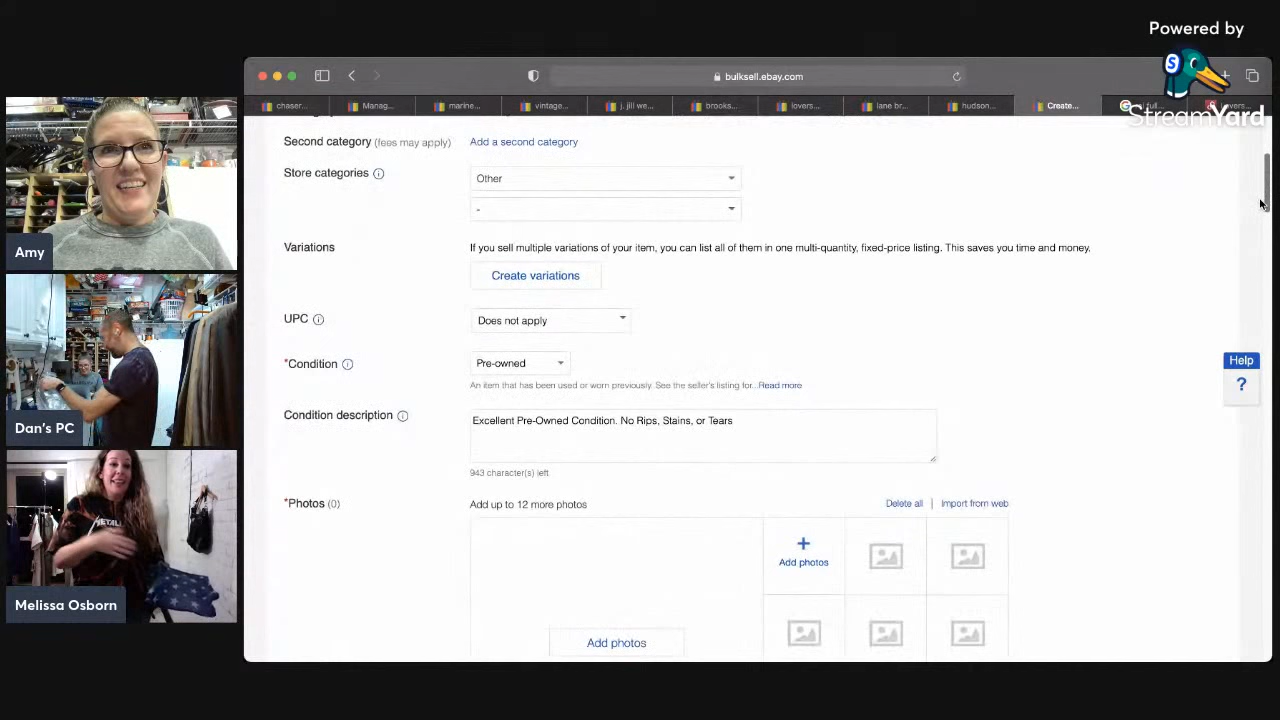 Powered by
StreamYard
bulksell.ebay.com
chaser...
Manag...
marine...
vintage...
j. jill we...
brooks...
lovers...
lane br...
hudson...
Create...
Second category (fees may apply) Add a second category
Store categories Other
-
Variations If you sell multiple variations of your item, you can list all of them in one multi-quantity, fixed-price listing. This saves you time and money,
Create variations
UPC Does not apply
*Condition Pre-owned
An item that has been used or worn previously. See the seller's listing for...Read more
Condition description Excellent Pre-Owned Condition. No Rips, Stains, or Tears
943 character(s) left
*Photos (0) Add up to 12 more photos Delete all | Import from web
+
Add photos
Add photos
Help
?
Amy
Dan's PC
METALL
Melissa Osborn